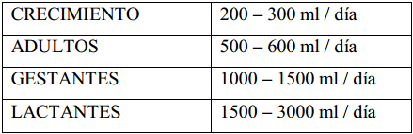 CRECIMIENTO 200 – 300 ml / día
ADULTOS 500 – 600 ml / día
GESTANTES 1000 – 1500 ml / día
LACTANTES 1500 – 3000 ml / día